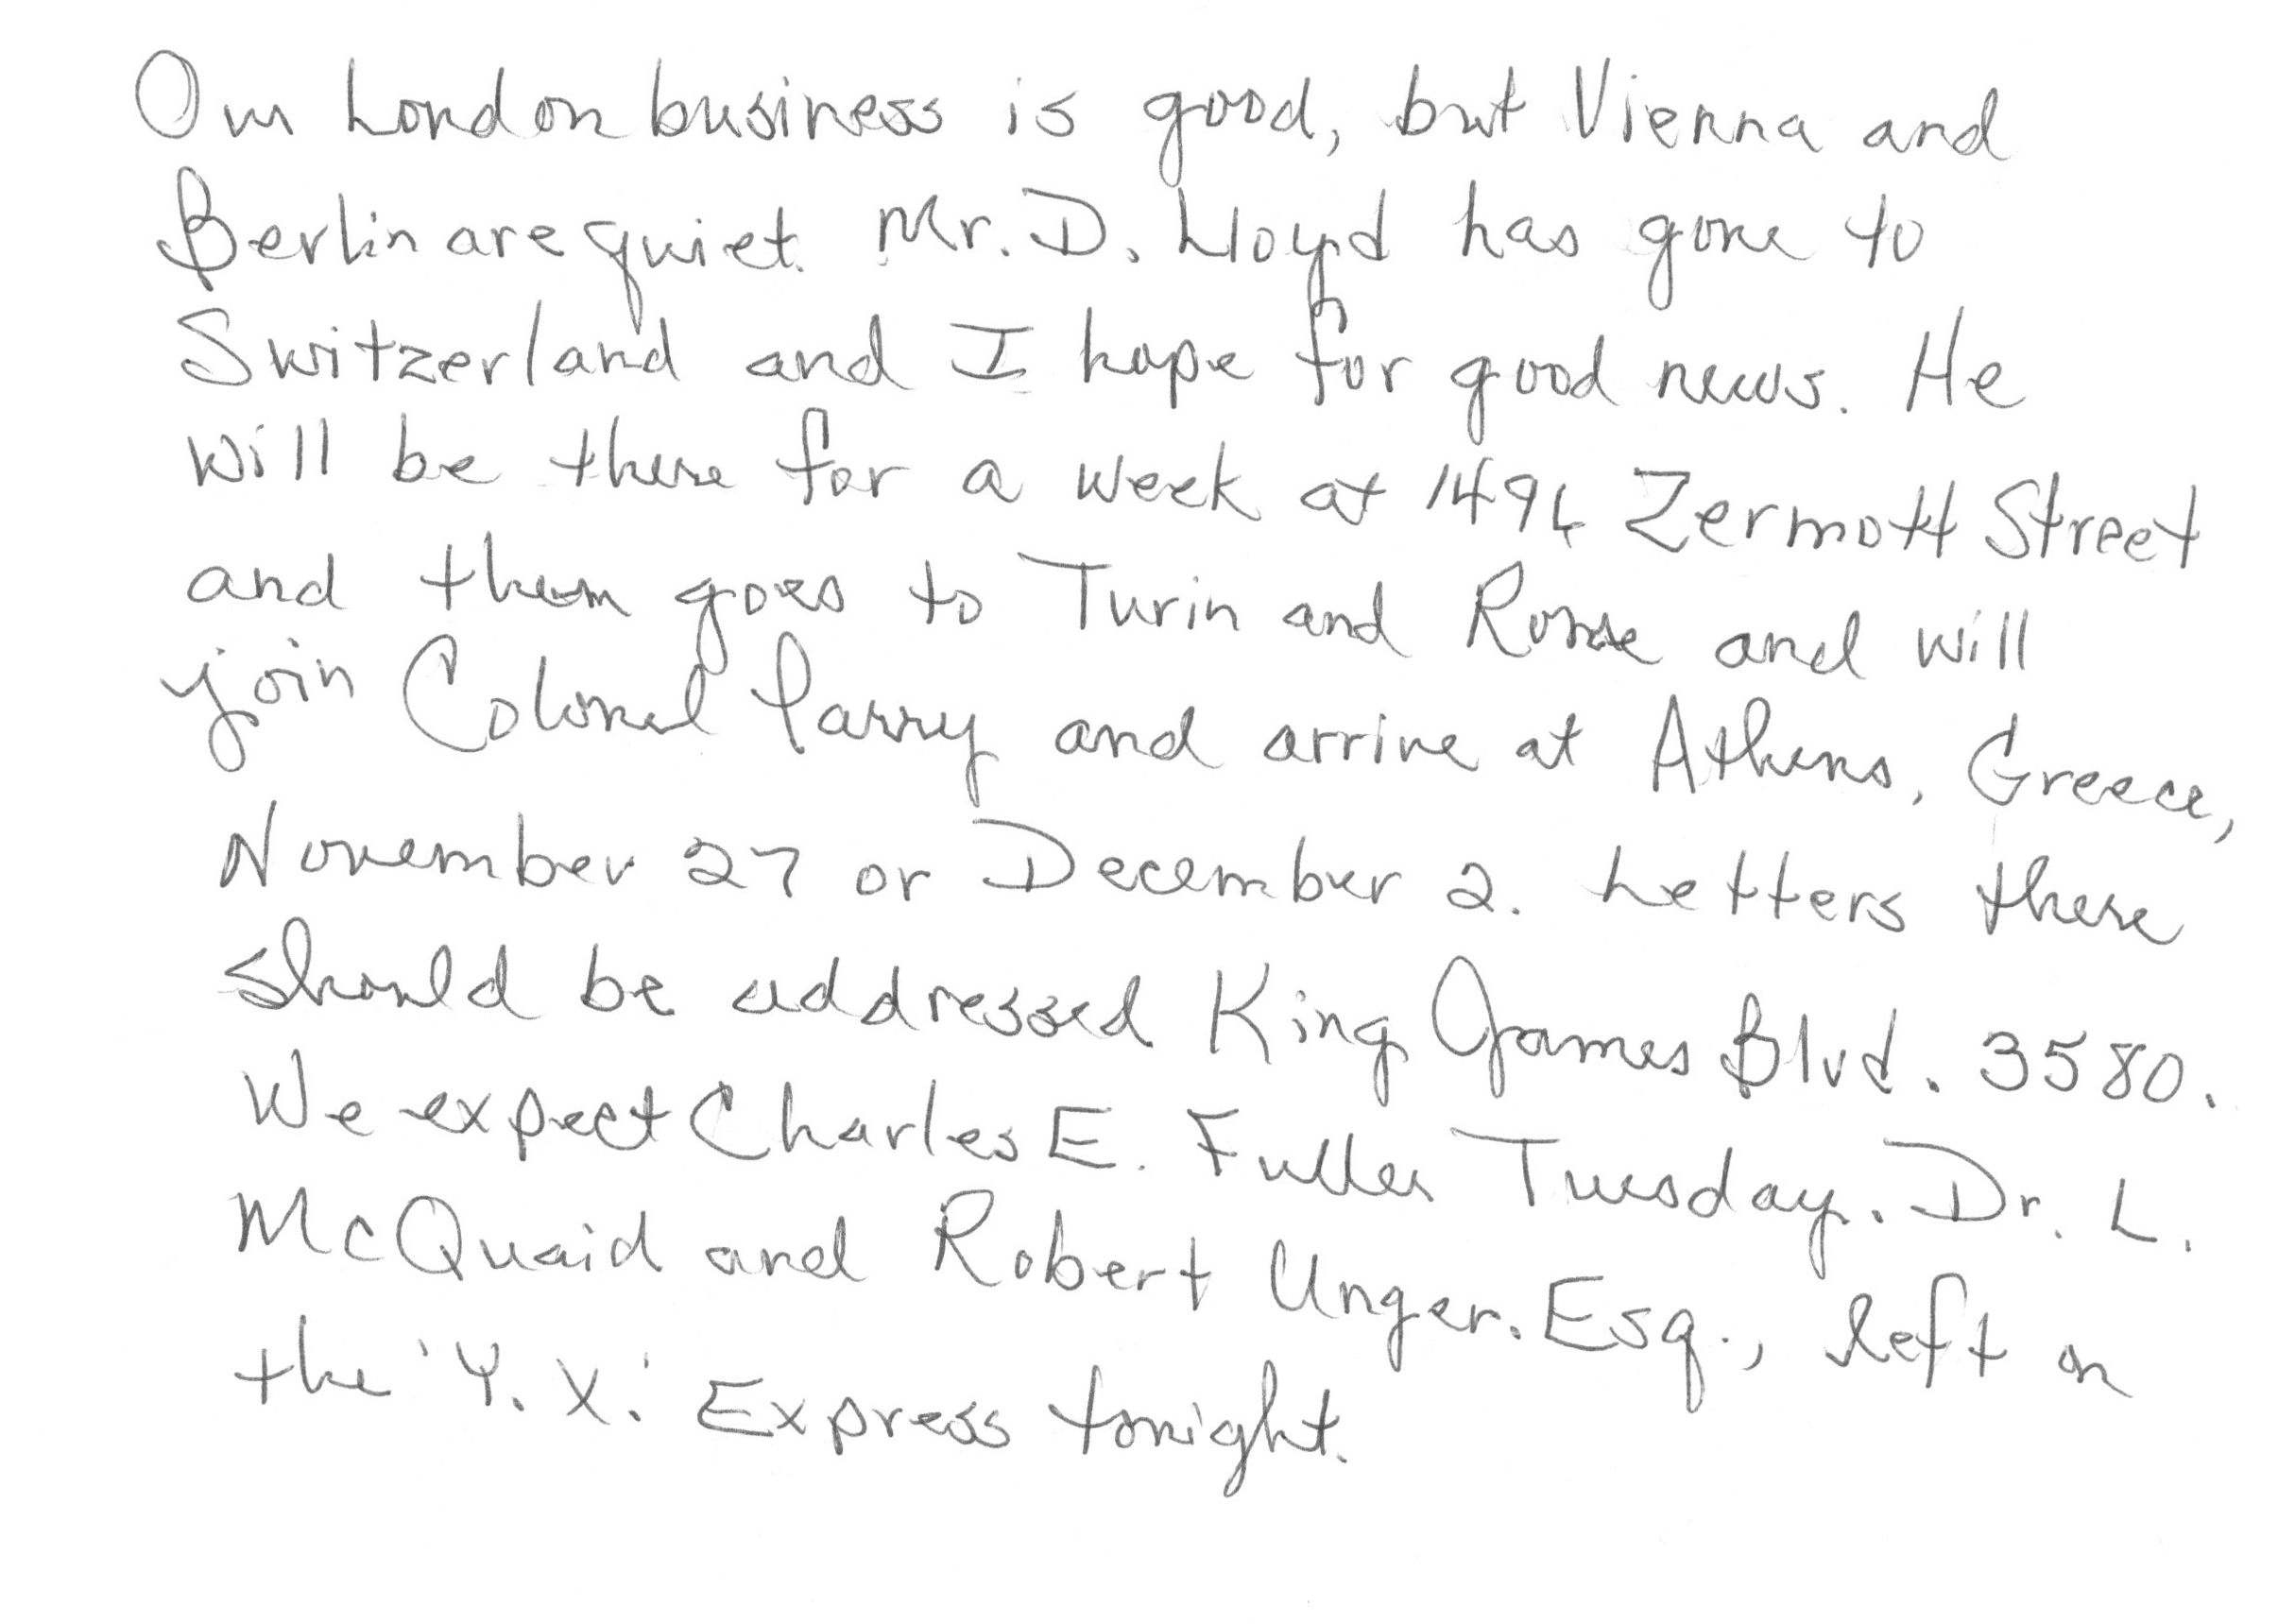 Our London business is good, but Vienna and
Berlin are quiet. Mr. D. Lloyd has gone to
Switzerland and I hope for good news. He
will be there for a week at 1496 Zermott Street
and then goes to Turin and Rome and will
join Colonel Parry and arrive at Athens, Greece,
November 27 or December 2. Letters there
should be addressed King James Blvd. 3580.
We expect Charles E. Fuller Tuesday. Dr. L.
McQuaid and Robert Unger. Esq., left on
the 'Y. X.' Express tonight.